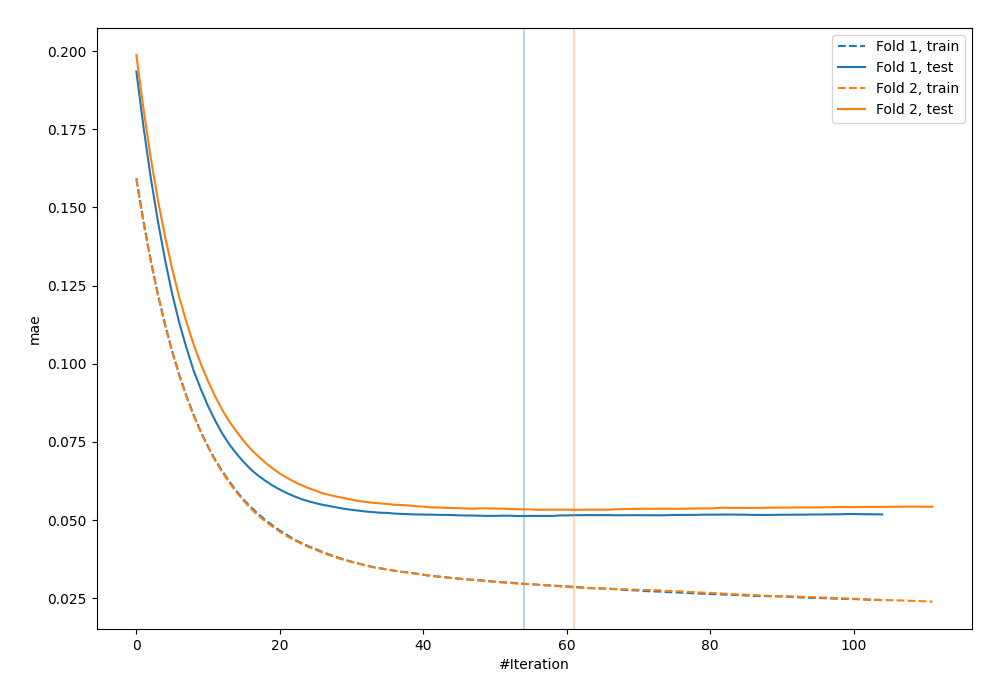 0.200
0.175
0.150
0.125
0.100
0.075
0.050
0.025
mae
0
20
40
60
80
100
#Iteration
Fold 1, train
Fold 1, test
Fold 2, train
Fold 2, test